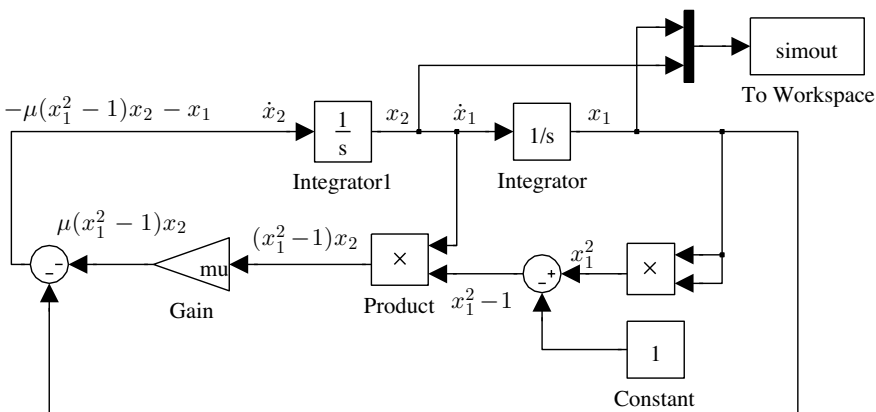 simout
To Workspace
−μ(x₁² − 1)x₂ − x₁
ẋ₂
1
s
x₂
ẋ₁
1/s
x₁
Integrator1
Integrator
μ(x₁² − 1)x₂
(x₁² −1)x₂
x₁²
− −
mu
×
− +
×
Gain
Product
x₁² −1
1
Constant